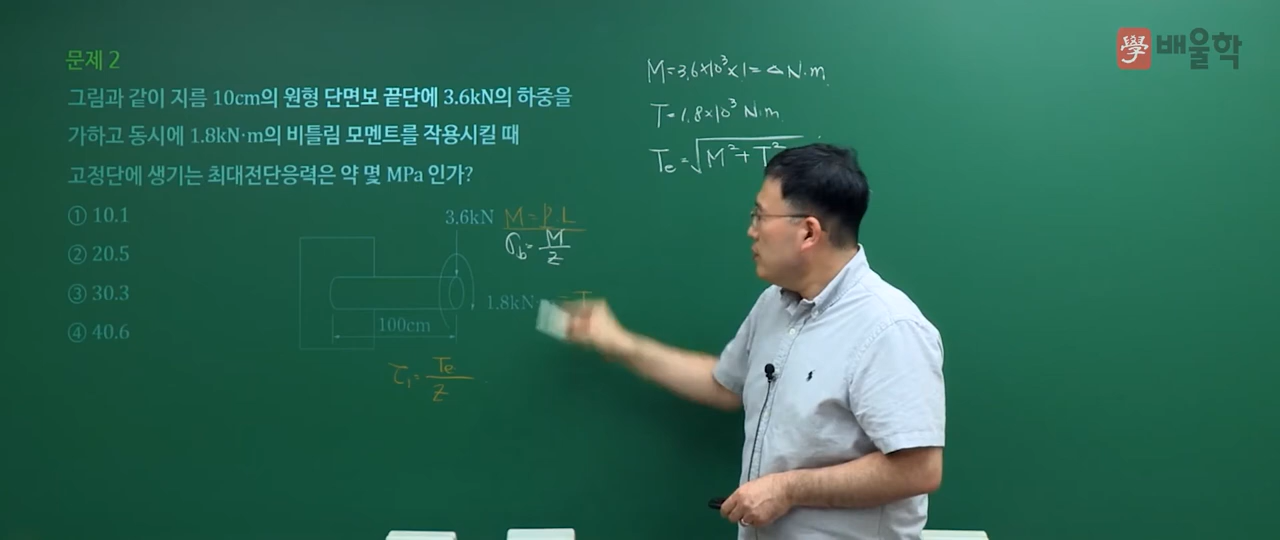 문제 2
그림과 같이 지름 10cm의 원형 단면보 끝단에 3.6kN의 하중을
가하고 동시에 1.8kN·m의 비틀림 모멘트를 작용시킬 때
고정단에 생기는 최대전단응력은 약 몇 MPa 인가?
① 10.1
② 20.5
③ 30.3
④ 40.6
3.6kN
M = P.L
σb = M/Z
1.8kN
100cm
τ1 = Te/Z
M=3.6×10³×1= △ N·m
T=1.8×10³ N·m
Te=√M²+T²
學 배울학